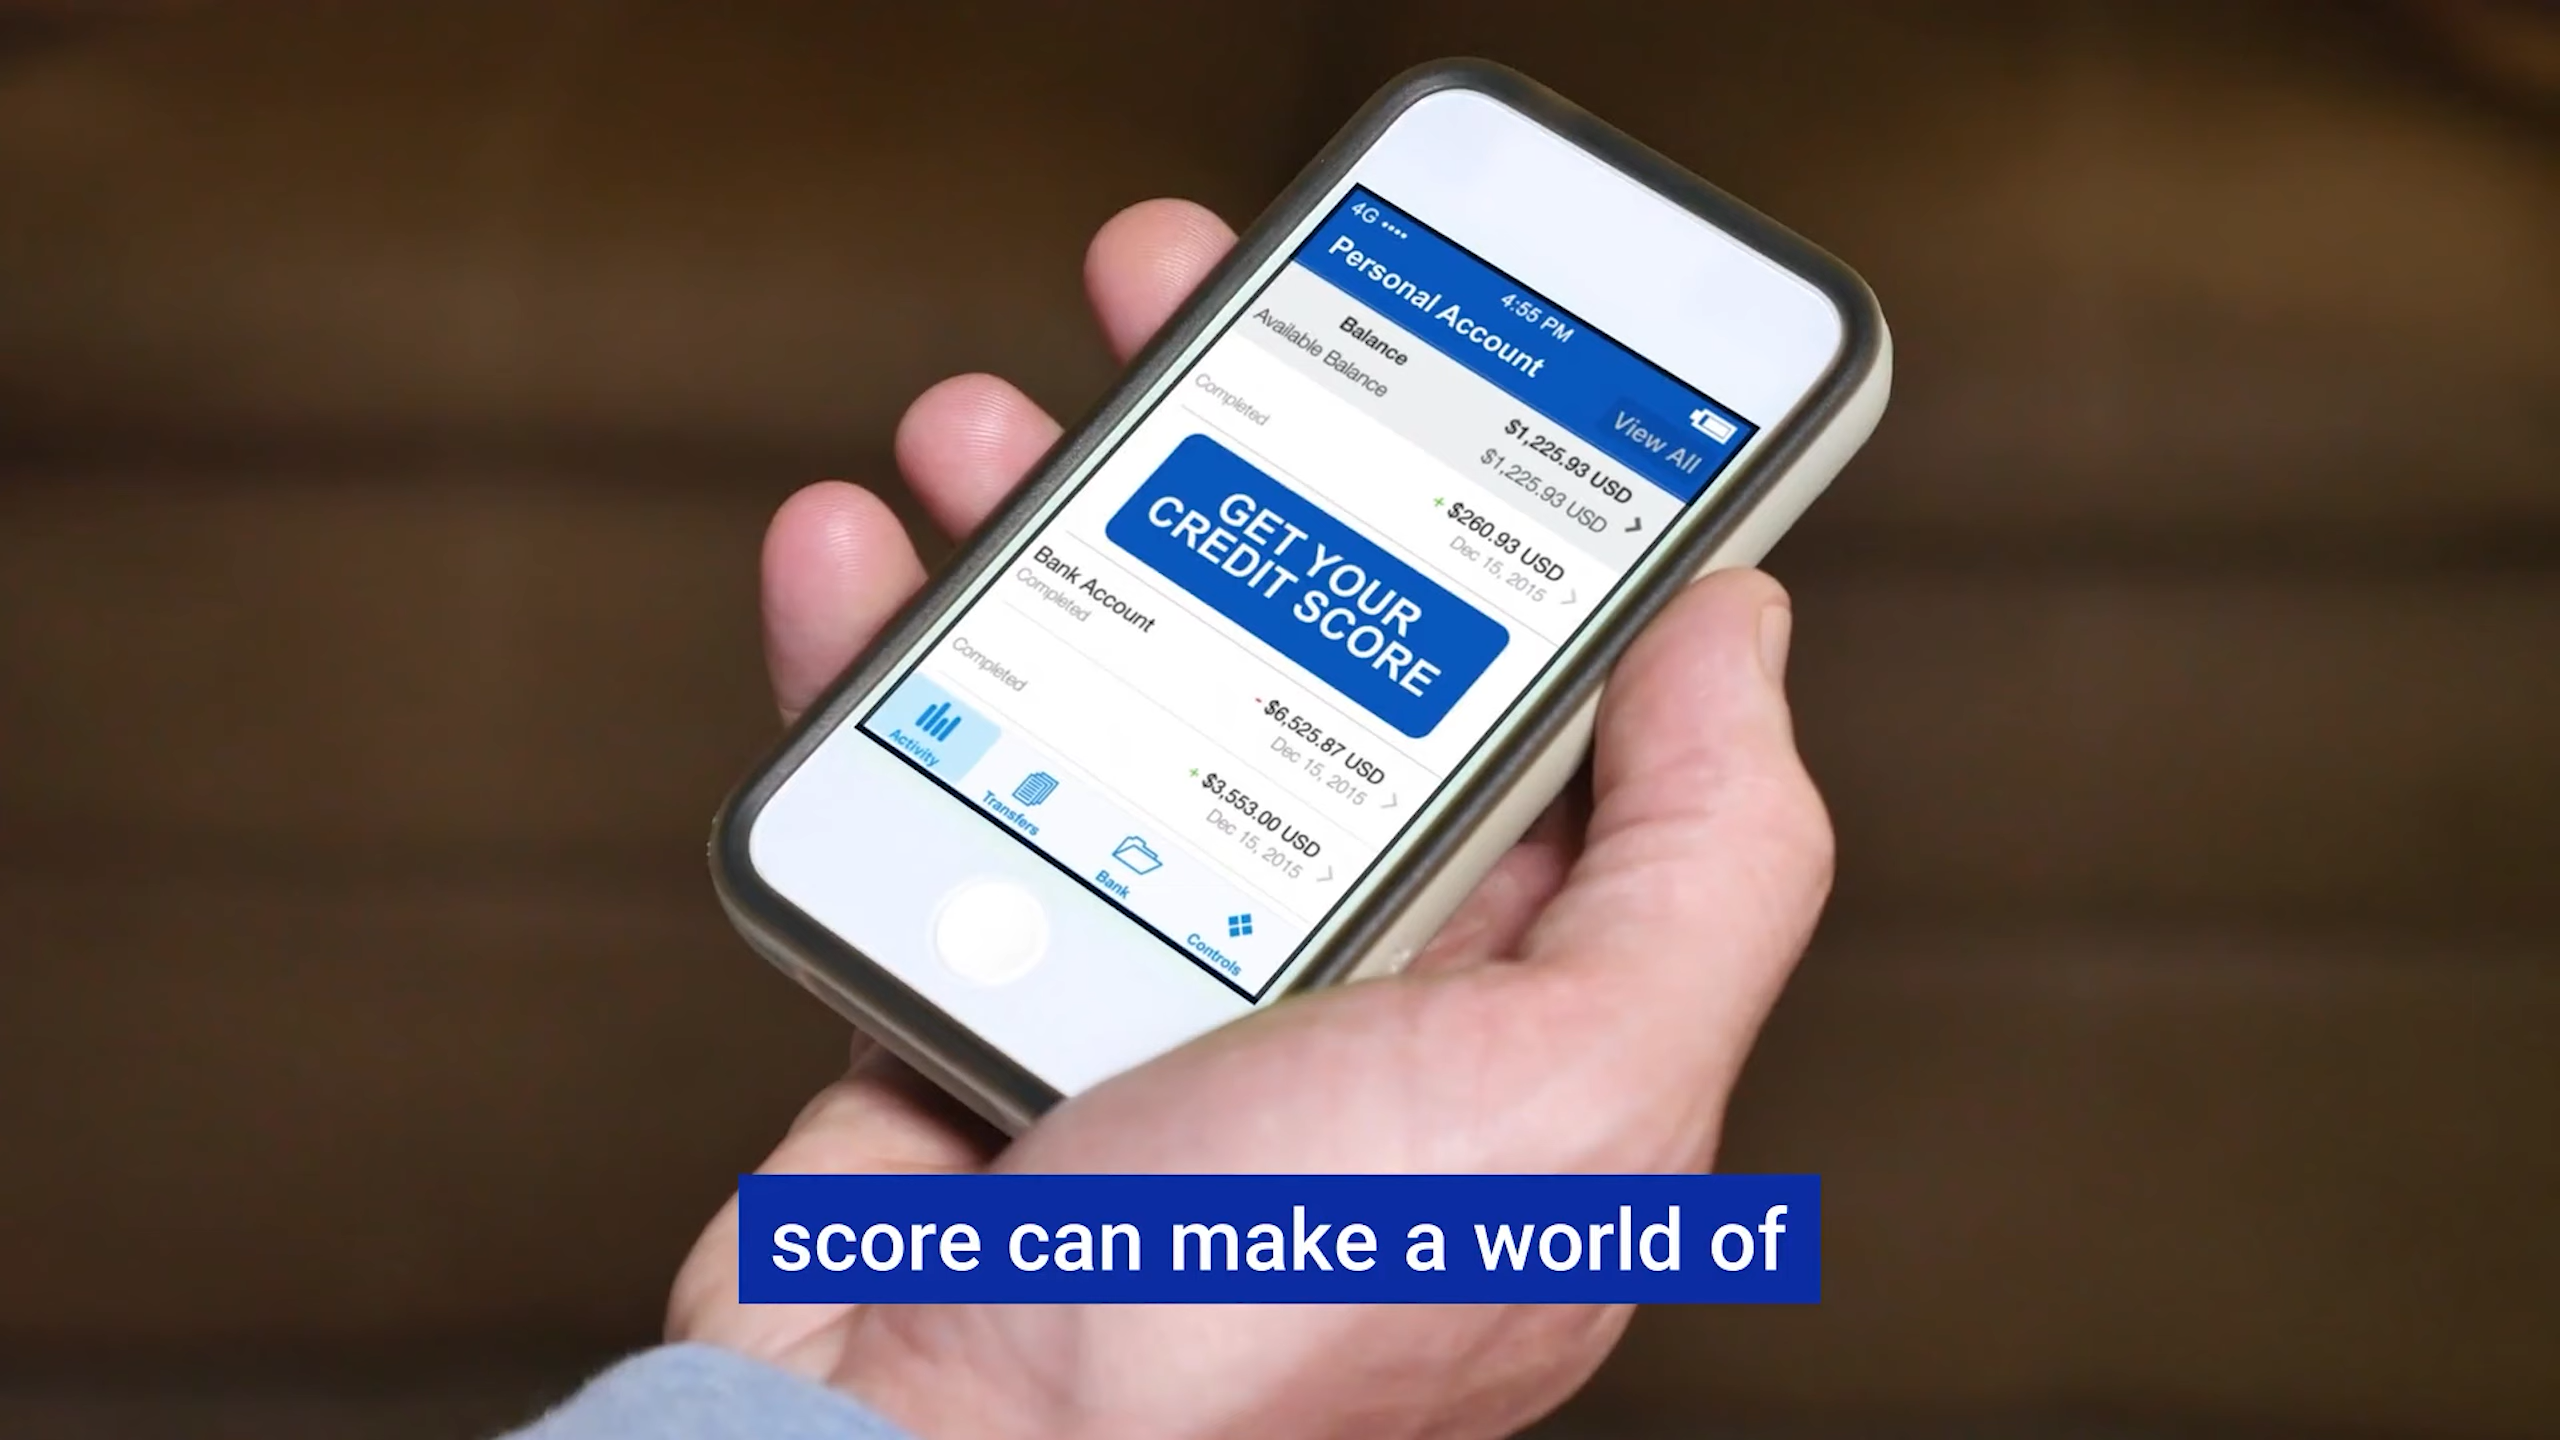 4G
4:55 PM
Personal Account
View All
Balance
$1,225.93 USD
Available Balance
$1,225.93 USD
+ $260.93 USD
Completed
Dec 15, 2015
GET YOUR
CREDIT SCORE
Bank Account
- $6,525.87 USD
Completed
Dec 15, 2015
+ $3,553.00 USD
Completed
Dec 15, 2015
Activity
Transfers
Bank
Controls
score can make a world of